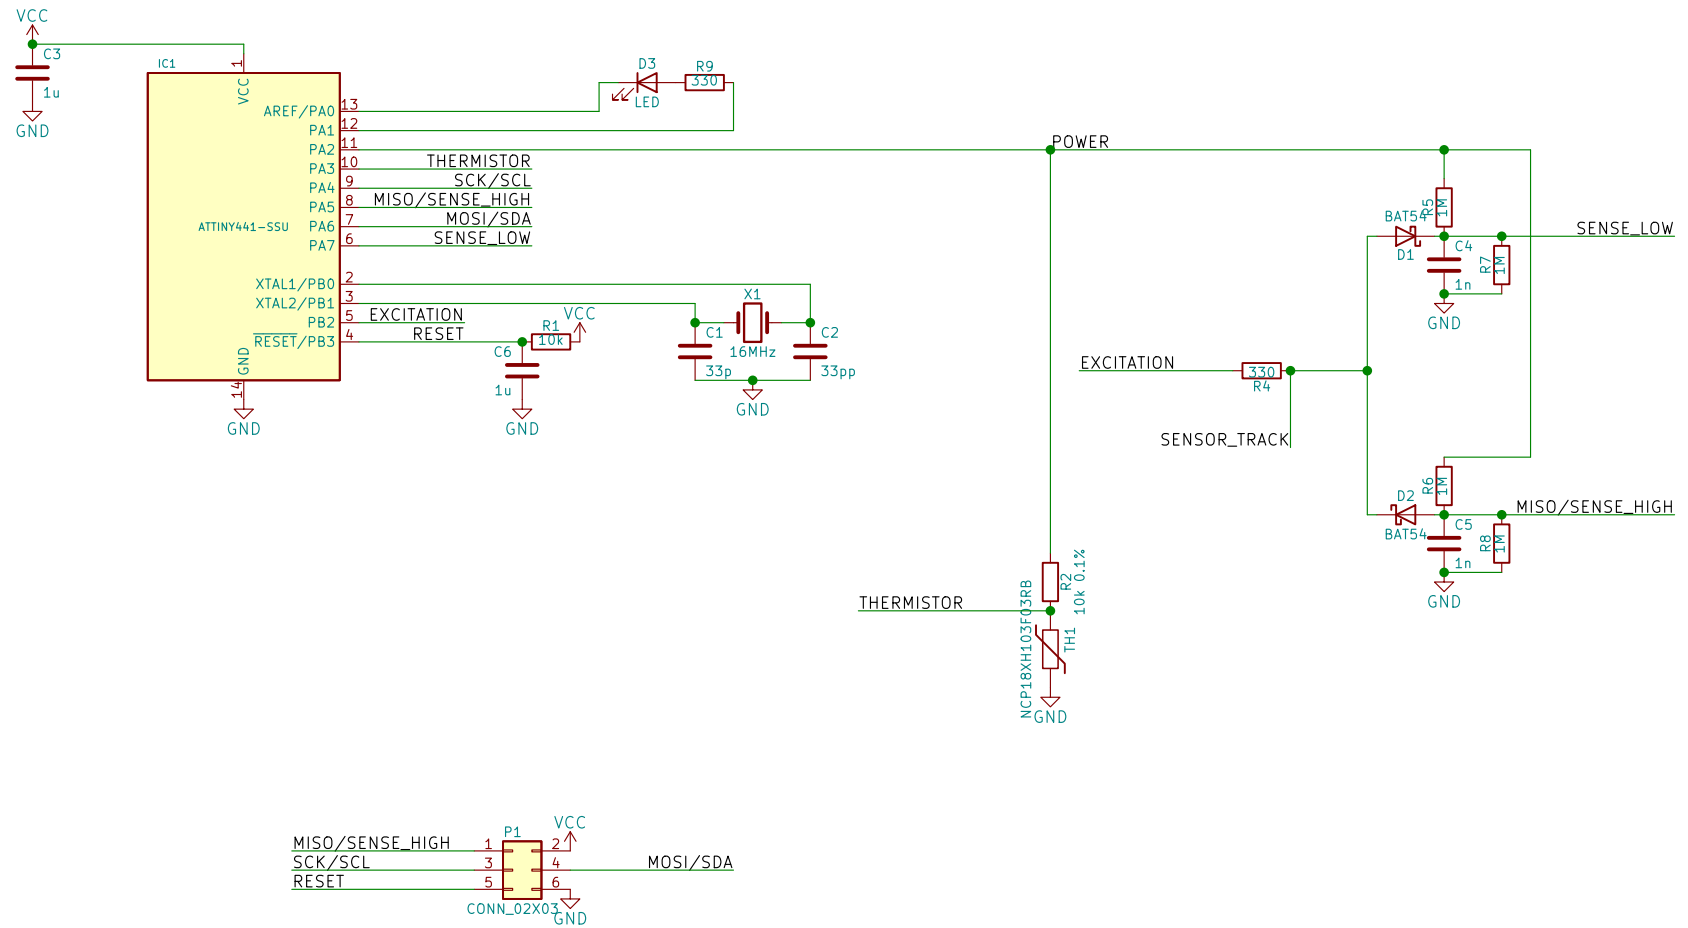 VCC
C3
1u
GND
IC1
1
VCC
ATTINY441-SSU
AREF/PA0 13
PA1 12
PA2 11
PA3 10 THERMISTOR
PA4 9 SCK/SCL
PA5 8 MISO/SENSE_HIGH
PA6 7 MOSI/SDA
PA7 6 SENSE_LOW
XTAL1/PB0 2
XTAL2/PB1 3
PB2 5 EXCITATION
RESET/PB3 4 RESET
GND
14
GND
D3
LED
R9
330
R1
10k
VCC
C6
1u
GND
X1
16MHz
C1
33p
C2
33pp
GND
POWER
R5
1M
BAT54
D1
C4
1n
R7
1M
SENSE_LOW
GND
EXCITATION
330
R4
SENSOR_TRACK
R6
1M
D2
BAT54
C5
1n
R8
1M
MISO/SENSE_HIGH
GND
THERMISTOR
R2
10k 0.1%
TH1
NCP18XH103F03RB
GND
P1
MISO/SENSE_HIGH 1
SCK/SCL 3
RESET 5
2 VCC
4 MOSI/SDA
6
CONN_02X03
GND